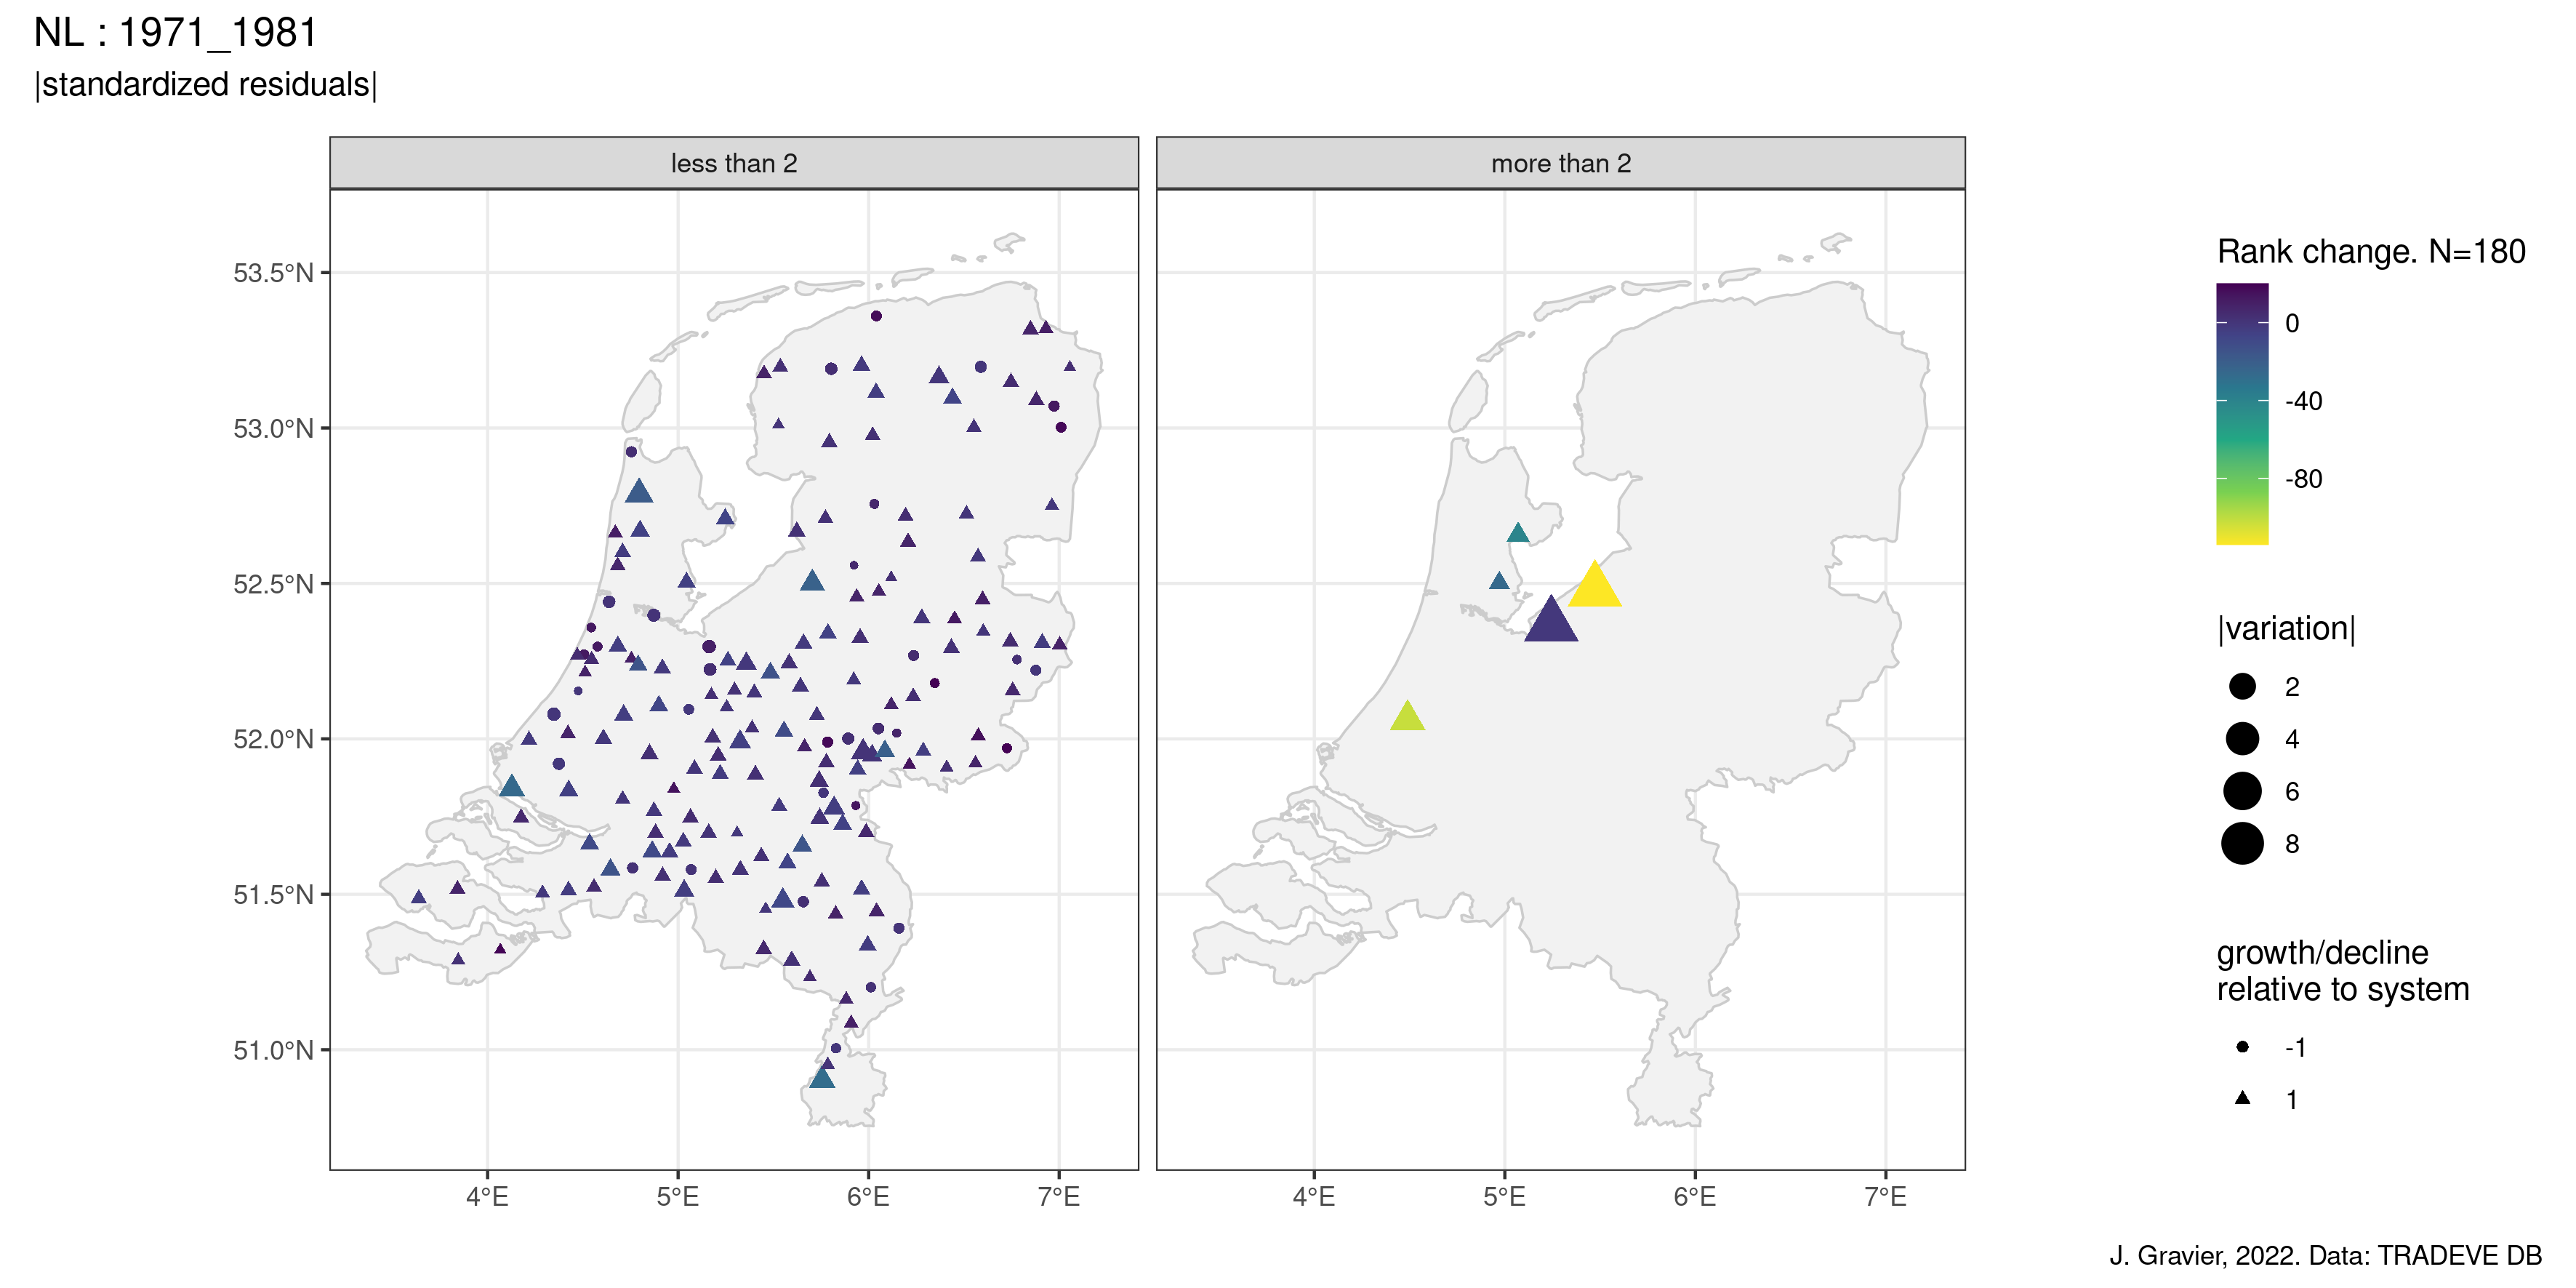 NL : 1971_1981
|standardized residuals|
less than 2
more than 2
53.5°N
53.0°N
52.5°N
52.0°N
51.5°N
51.0°N
4°E
5°E
6°E
7°E
4°E
5°E
6°E
7°E
Rank change. N=180
0
-40
-80
|variation|
2
4
6
8
growth/decline
relative to system
-1
1
J. Gravier, 2022. Data: TRADEVE DB